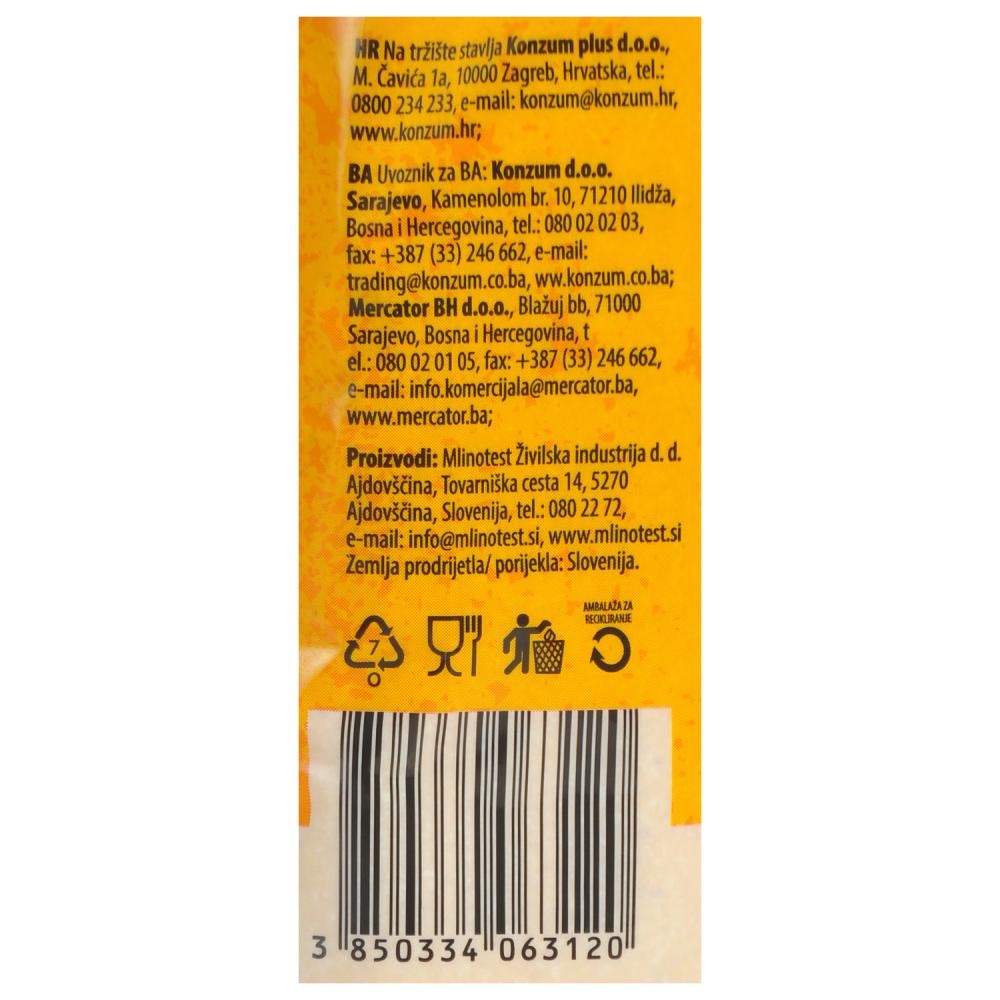 HR Na tržište stavlja Konzum plus d.o.o.,
M. Čavića 1a, 10000 Zagreb, Hrvatska, tel.:
0800 234 233, e-mail: konzum@konzum.hr,
www.konzum.hr;
BA Uvoznik za BA: Konzum d.o.o.
Sarajevo, Kamenolom br. 10, 71210 Ilidža,
Bosna i Hercegovina, tel.: 080 02 02 03,
fax: +387 (33) 246 662, e-mail:
trading@konzum.co.ba, ww.konzum.co.ba;
Mercator BH d.o.o., Blažuj bb, 71000
Sarajevo, Bosna i Hercegovina, t
el.: 080 02 01 05, fax: +387 (33) 246 662,
e-mail: info.komercijala@mercator.ba,
www.mercator.ba;
Proizvodi: Mlinotest Živilska industrija d. d.
Ajdovščina, Tovarniška cesta 14, 5270
Ajdovščina, Slovenija, tel.: 080 22 72,
e-mail: info@mlinotest.si, www.mlinotest.si
Zemlja prodrijetla/ porijekla: Slovenija.
AMBALAŽA ZA
RECIKLIRANJE
7
O
3 850334 063120